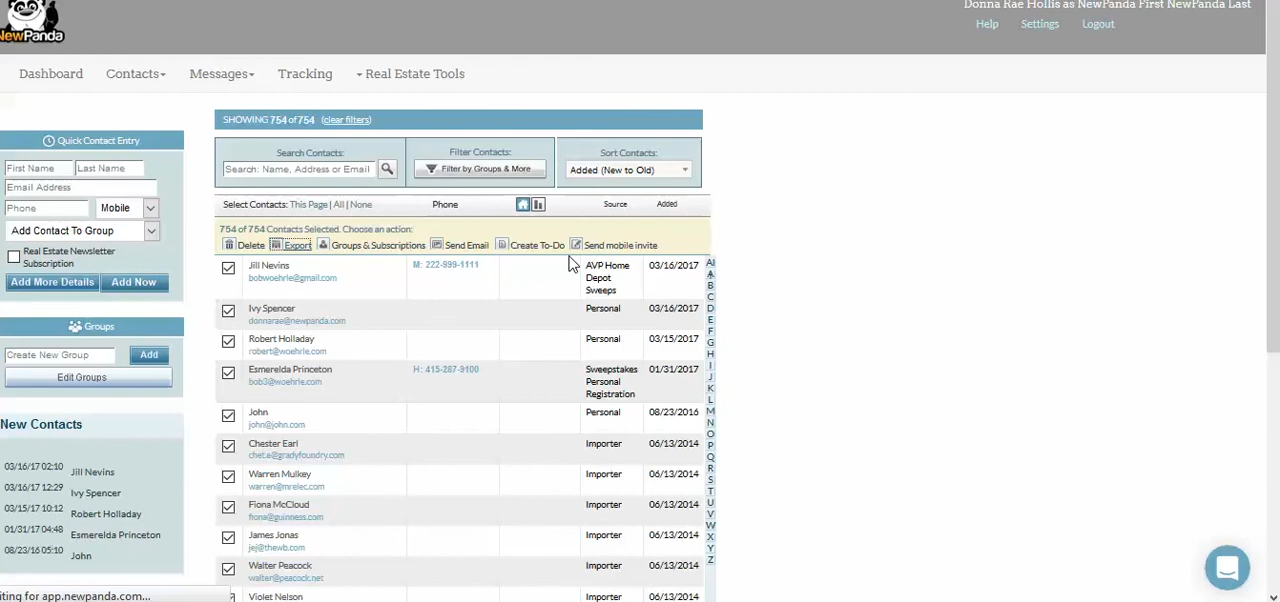 Donna Rae Hollis as NewPanda First NewPanda Last
NewPanda
Help Settings Logout
Dashboard Contacts Messages Tracking Real Estate Tools
SHOWING 754 of 754 (clear filters)
Quick Contact Entry
First Name Last Name
Email Address
Phone Mobile
Add Contact To Group
Real Estate Newsletter
Subscription
Add More Details Add Now
Groups
Create New Group Add
Edit Groups
New Contacts
03/16/17 02:10 Jill Nevins
03/16/17 12:29 Ivy Spencer
03/15/17 10:12 Robert Holladay
01/31/17 04:48 Esmerelda Princeton
08/23/16 05:10 John
Search Contacts: Filter Contacts: Sort Contacts:
Search: Name, Address or Email Filter by Groups & More Added (New to Old)
Select Contacts: This Page | All | None Phone Source Added
754 of 754 Contacts Selected. Choose an action:
Delete Export Groups & Subscriptions Send Email Create To-Do Send mobile invite
Jill Nevins M: 222-999-1111 AVP Home 03/16/2017
bobwoehrle@gmail.com Depot
Sweeps
Ivy Spencer Personal 03/16/2017
donnarae@newpanda.com
Robert Holladay Personal 03/15/2017
robert@woehrle.com
Esmerelda Princeton H: 415-287-9100 Sweepstakes 01/31/2017
bob3@woehrle.com Personal
Registration
John Personal 08/23/2016
john@john.com
Chester Earl Importer 06/13/2014
chet.a@gradyfoundry.com
Warren Mulkey Importer 06/13/2014
warren@mrelec.com
Fiona McCloud Importer 06/13/2014
fiona@guinness.com
James Jonas Importer 06/13/2014
jej@thewb.com
Walter Peacock Importer 06/13/2014
walter@peacock.net
Violet Nelson Importer 06/13/2014
All
A
B
C
D
E
F
G
H
I
J
K
L
M
N
O
P
Q
R
S
T
U
V
W
X
Y
Z
iting for app.newpanda.com...